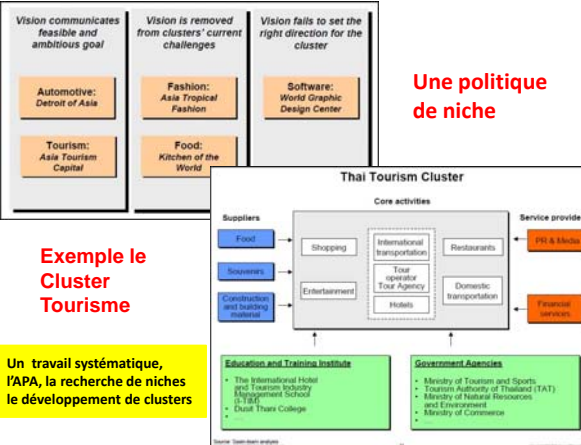 Vision communicates
feasible and
ambitious goal
Automotive:
Detroit of Asia
Tourism:
Asia Tourism
Capital
Vision is removed
from clusters' current
challenges
Fashion:
Asia Tropical
Fashion
Food:
Kitchen of the
World
Vision fails to set the
right direction for the
cluster
Software:
World Graphic
Design Center
Une politique
de niche
Exemple le
Cluster
Tourisme
Un travail systématique,
l'APA, la recherche de niches
le développement de clusters
Thai Tourism Cluster
Core activities
Suppliers
Service provide
Food
Souvenirs
Construction
and building
material
Shopping
Entertainment
International
transportation
Tour
operator
Tour Agency
Hotels
Restaurants
Domestic
transportation
PR & Media
Financial
services
Education and Training Institute
• The International Hotel
and Tourism Industry
Management School
(I-TIM)
• Dusit Thani College
• ...
Government Agencies
• Ministry of Tourism and Sports
• Tourism Authority of Thailand (TAT)
• Ministry of Natural Resources
and Environment
• Ministry of Commerce
• ...